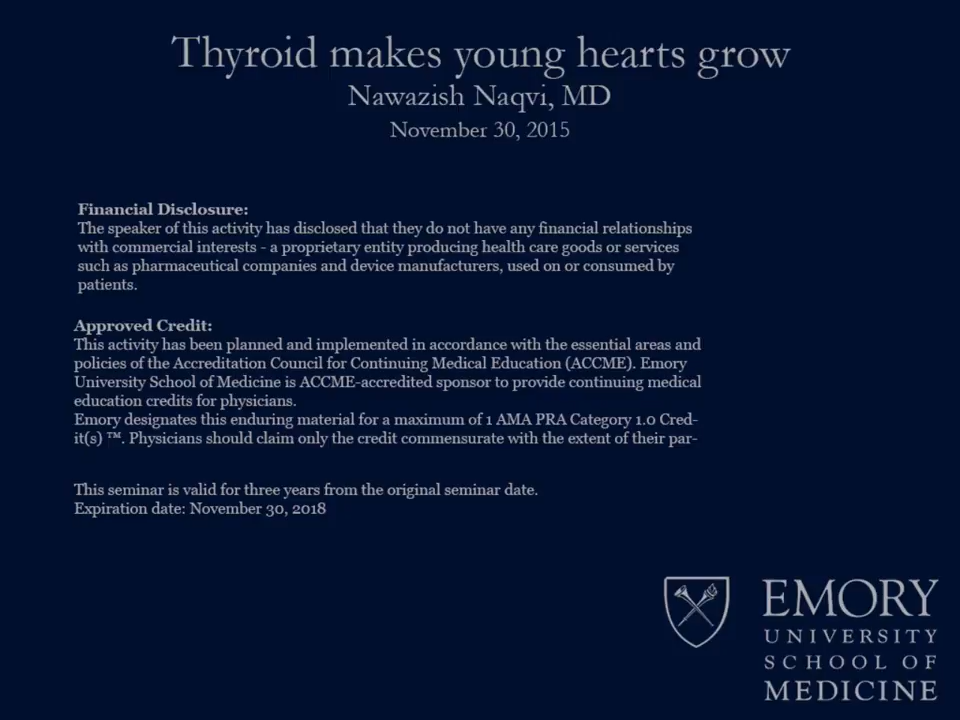 Thyroid makes young hearts grow
Nawazish Naqvi, MD
November 30, 2015
Financial Disclosure:
The speaker of this activity has disclosed that they do not have any financial relationships
with commercial interests - a proprietary entity producing health care goods or services
such as pharmaceutical companies and device manufacturers, used on or consumed by
patients.
Approved Credit:
This activity has been planned and implemented in accordance with the essential areas and
policies of the Accreditation Council for Continuing Medical Education (ACCME). Emory
University School of Medicine is ACCME-accredited sponsor to provide continuing medical
education credits for physicians.
Emory designates this enduring material for a maximum of 1 AMA PRA Category 1.0 Cred-
it(s) ™. Physicians should claim only the credit commensurate with the extent of their par-
This seminar is valid for three years from the original seminar date.
Expiration date: November 30, 2018
EMORY
UNIVERSITY
SCHOOL OF
MEDICINE